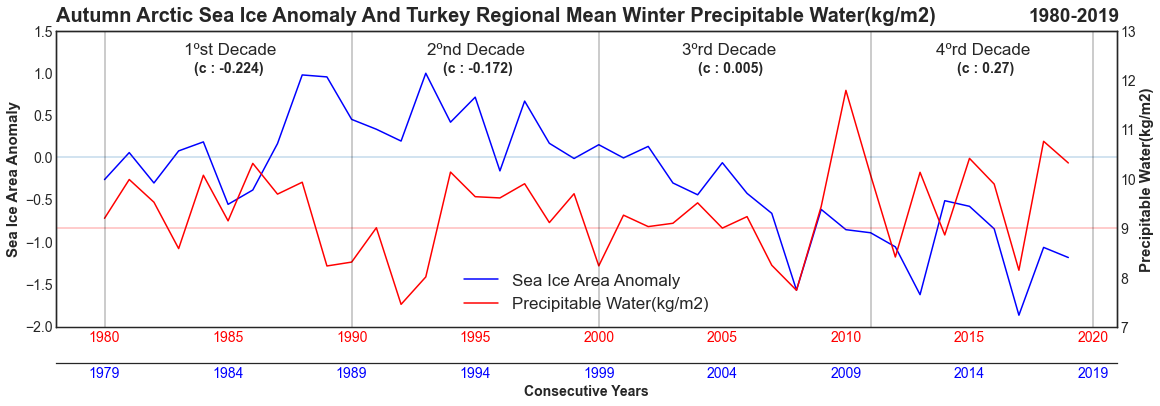 Autumn Arctic Sea Ice Anomaly And Turkey Regional Mean Winter Precipitable Water(kg/m2) 1980-2019
1ºst Decade 2ºnd Decade 3ºrd Decade 4ºrd Decade
(c : -0.224) (c : -0.172) (c : 0.005) (c : 0.27)
Sea Ice Area Anomaly
1.5
1.0
0.5
0.0
−0.5
−1.0
−1.5
−2.0
13
12
11
10
9
8
7
Precipitable Water(kg/m2)
Sea Ice Area Anomaly
Precipitable Water(kg/m2)
1980 1985 1990 1995 2000 2005 2010 2015 2020
1979 1984 1989 1994 1999 2004 2009 2014 2019
Consecutive Years